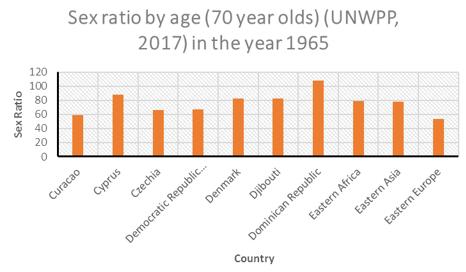 Sex ratio by age (70 year olds) (UNWPP,
2017) in the year 1965
120
100
80
60
40
20
0
Sex Ratio
Curacao
Cyprus
Czechia
Democratic Republic...
Denmark
Djibouti
Dominican Republic
Eastern Africa
Eastern Asia
Eastern Europe
Country